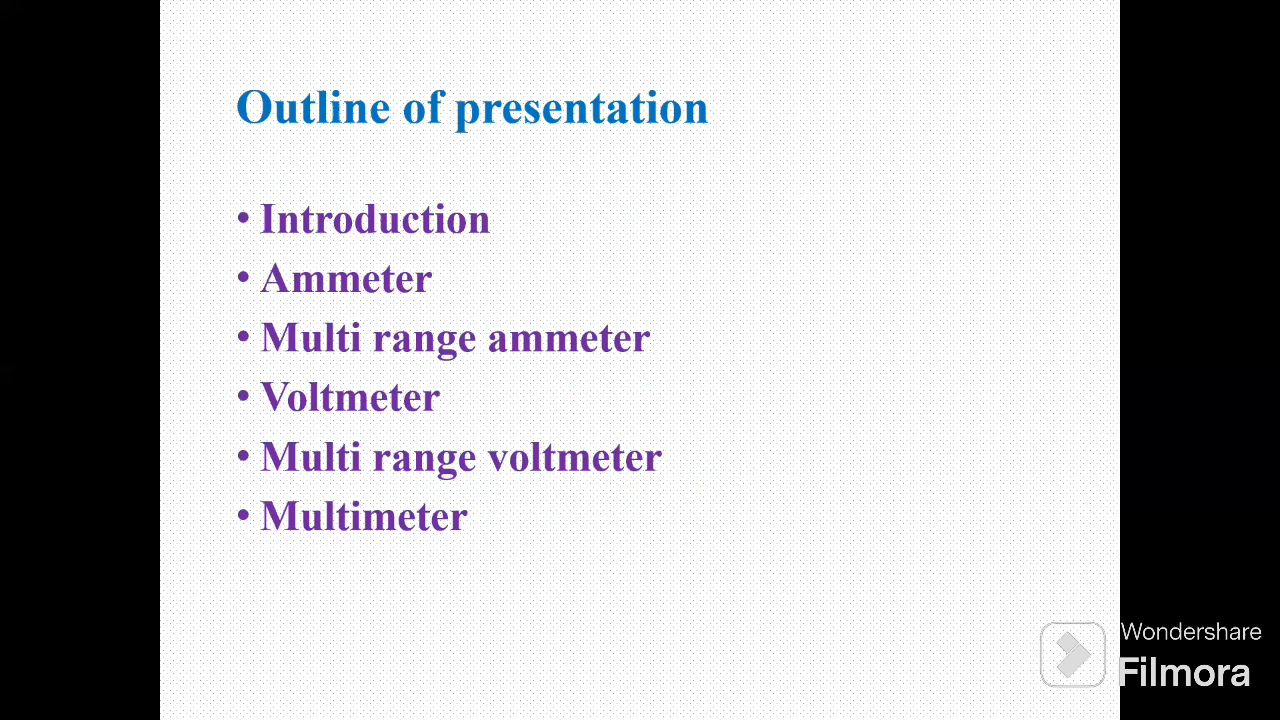 Outline of presentation
• Introduction
• Ammeter
• Multi range ammeter
• Voltmeter
• Multi range voltmeter
• Multimeter
Wondershare
Filmora